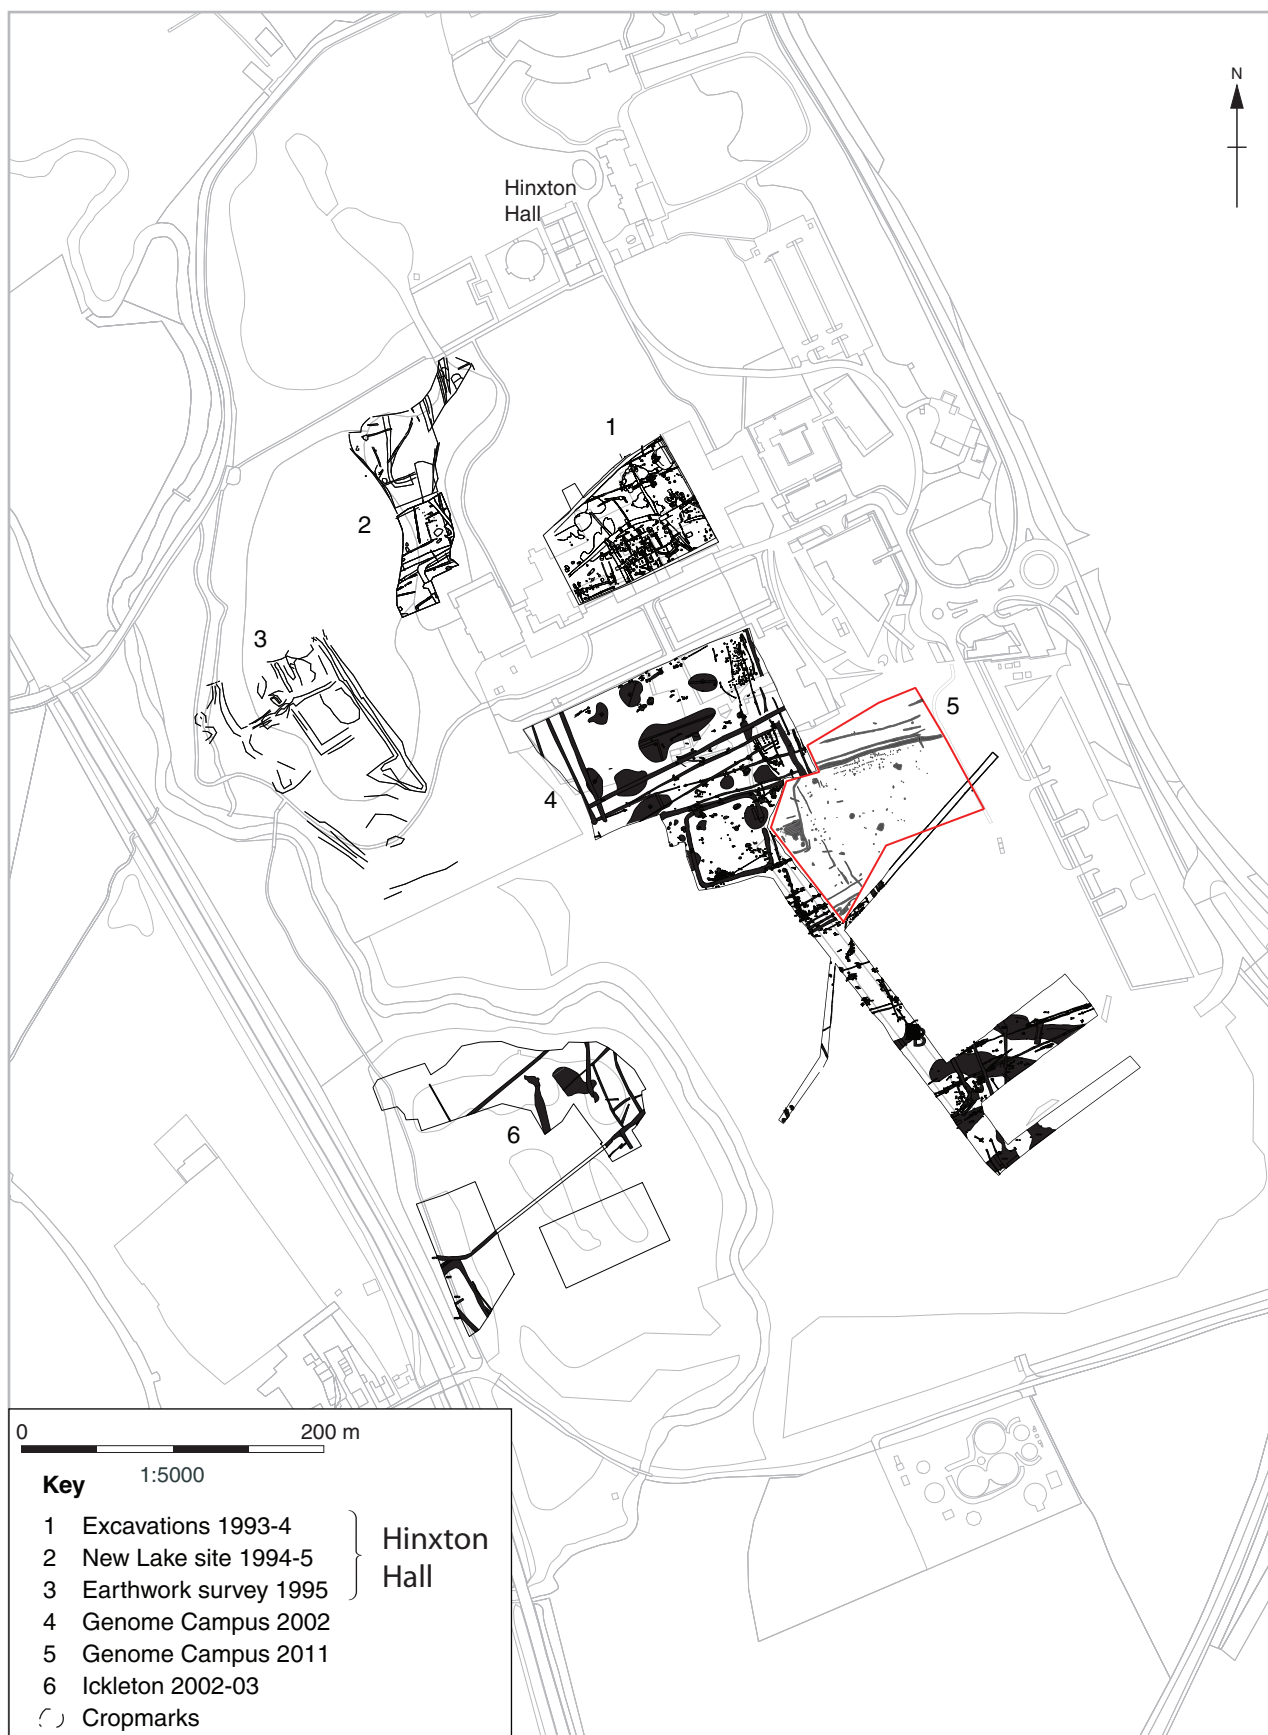 N
Hinxton
Hall
1
2
3
5
4
6
0 200 m
1:5000
Key
1 Excavations 1993-4
2 New Lake site 1994-5
3 Earthwork survey 1995
Hinxton
Hall
4 Genome Campus 2002
5 Genome Campus 2011
6 Ickleton 2002-03
Cropmarks